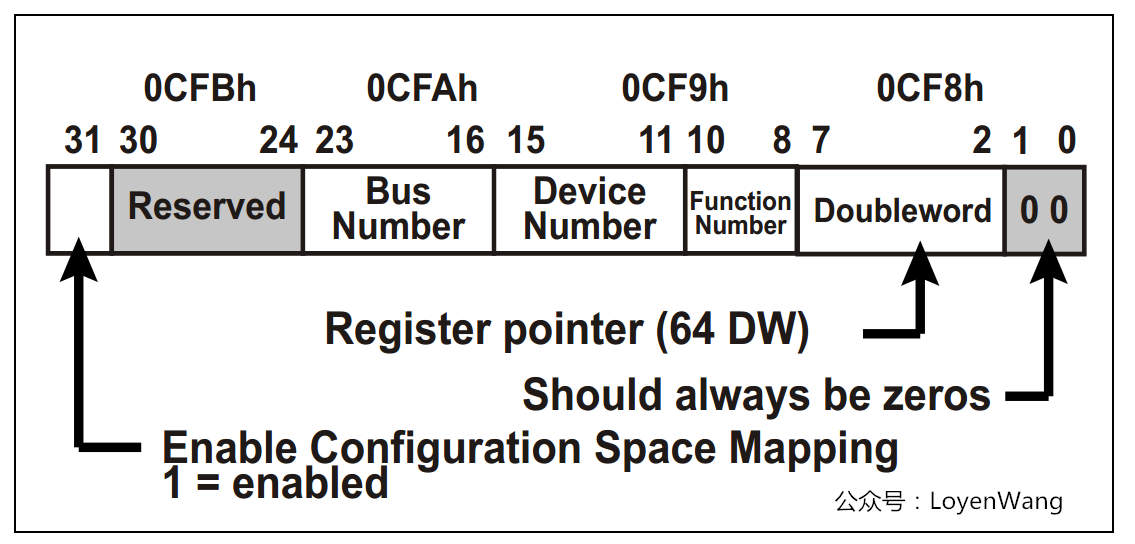 0CFBh 0CFAh 0CF9h 0CF8h
31 30 24 23 16 15 11 10 8 7 2 1 0
Reserved Bus Number Device Number Function Number Doubleword 0 0
Register pointer (64 DW)
Should always be zeros
Enable Configuration Space Mapping
1 = enabled
公众号：LoyenWang